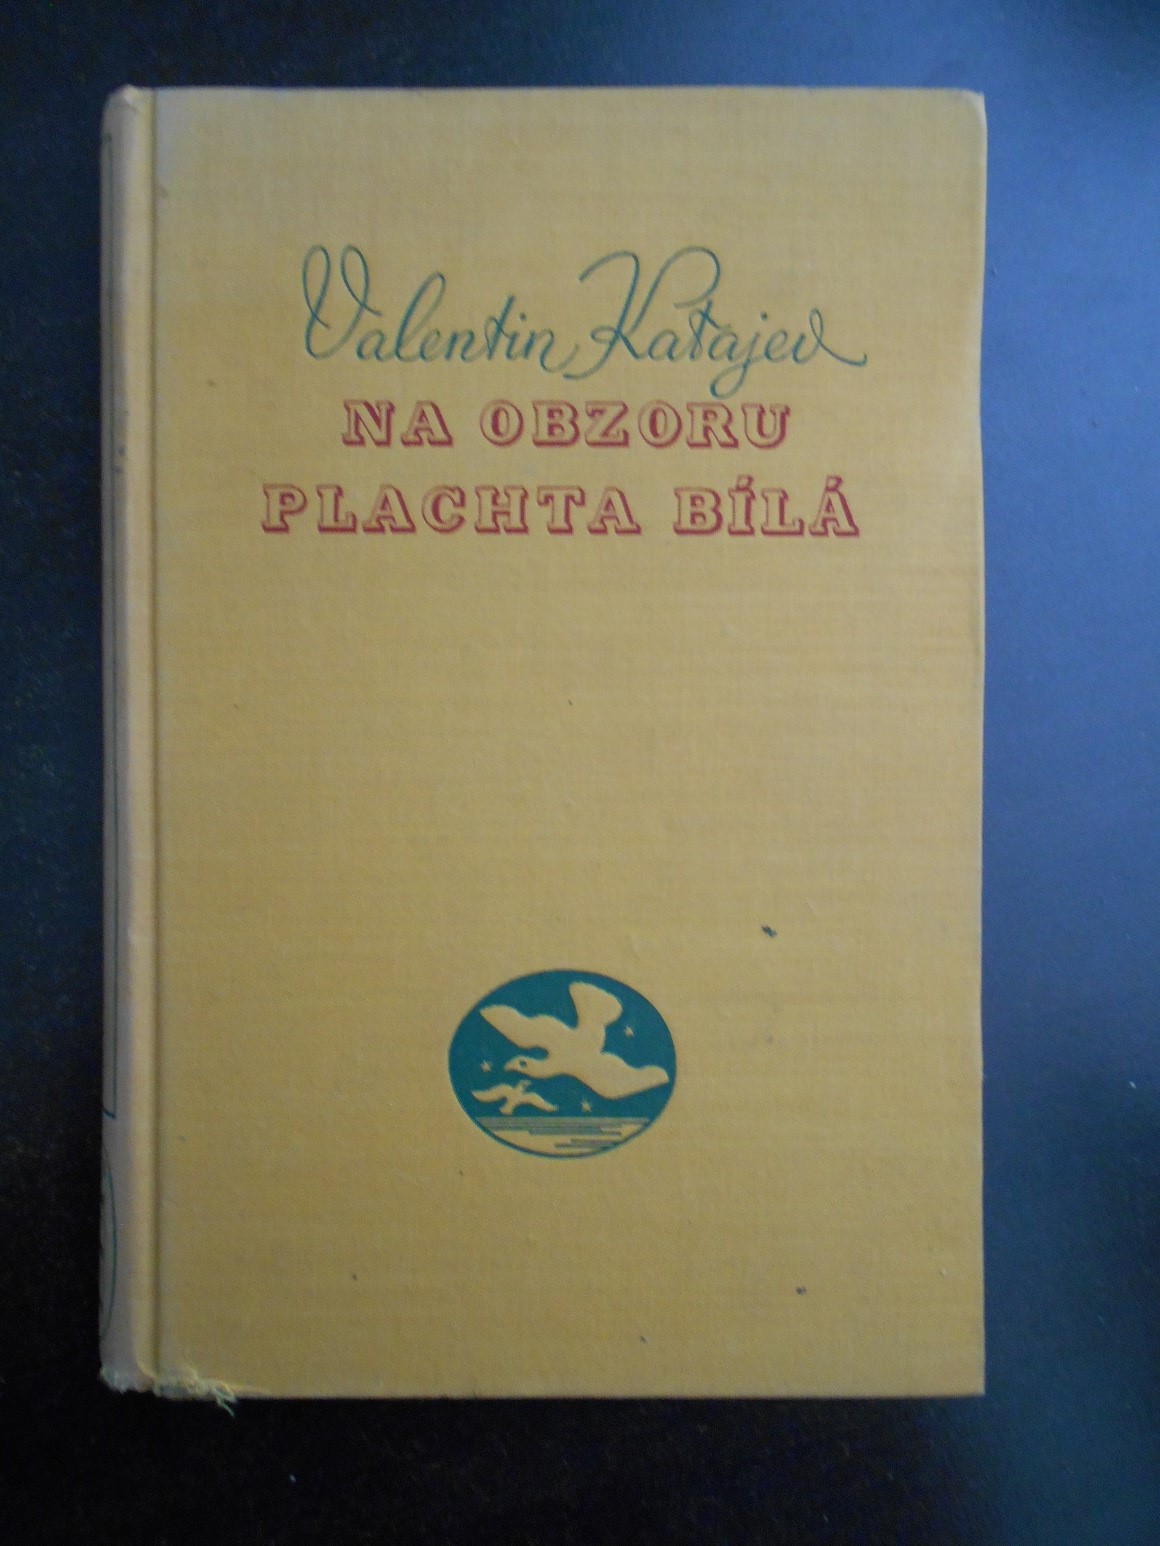 Valentin Katajev
NA OBZORU
PLACHTA BÍLÁ